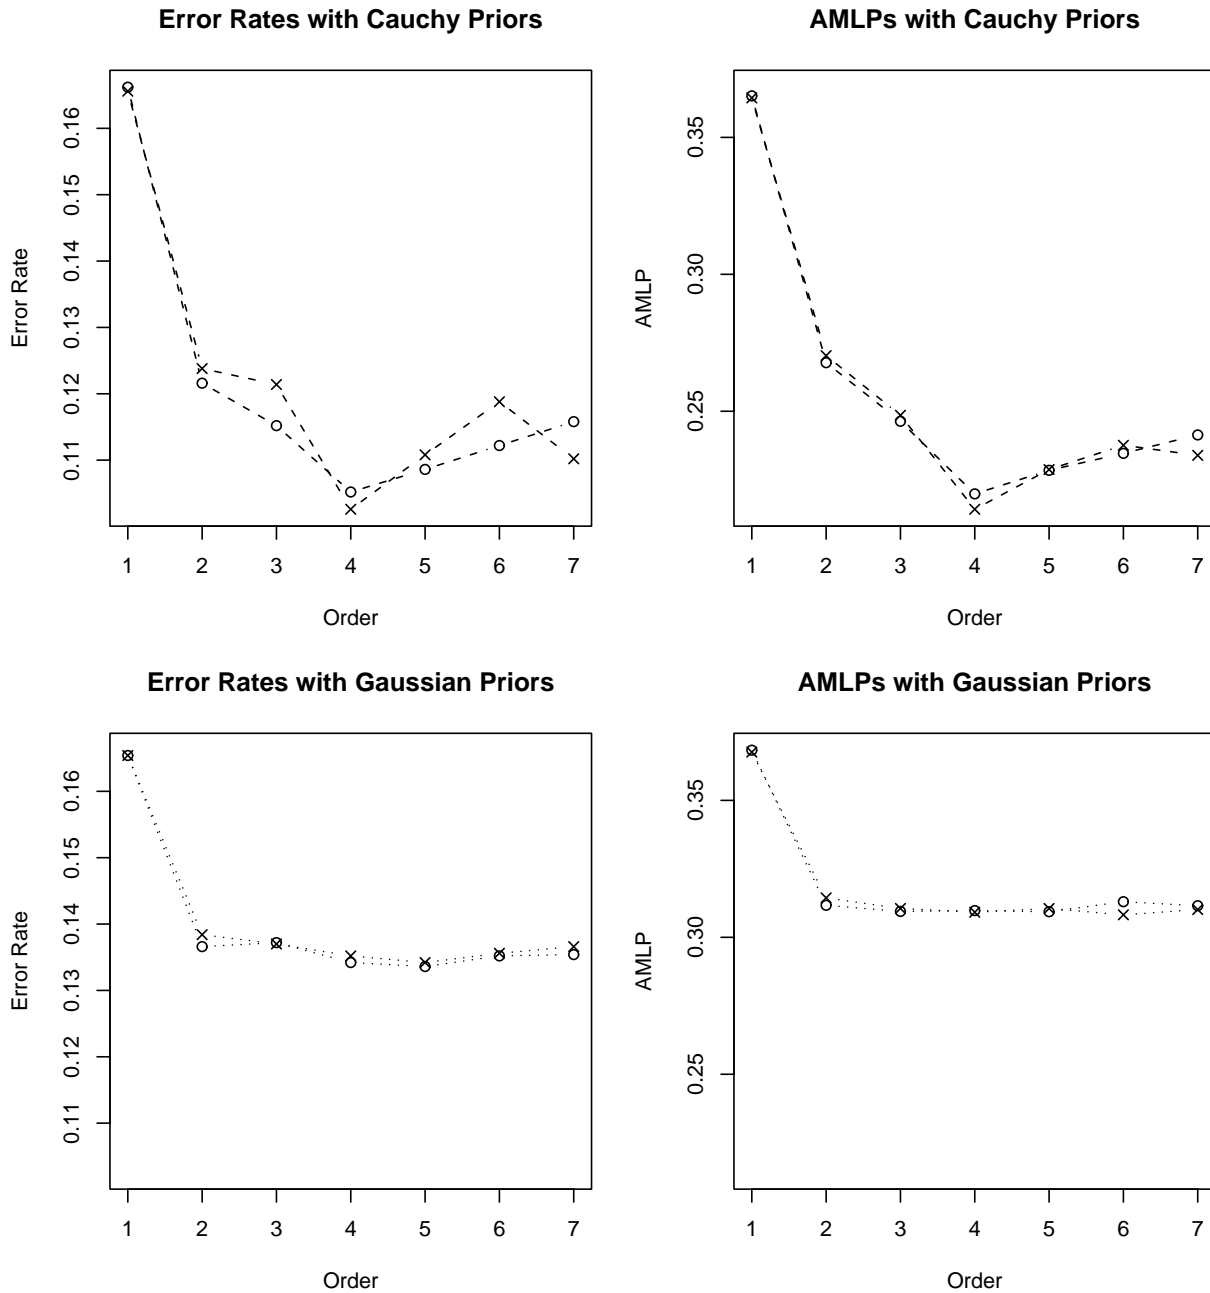 Error Rates with Cauchy Priors
0.16
0.15
0.14
0.13
0.12
0.11
Error Rate
1 2 3 4 5 6 7
Order
AMLPs with Cauchy Priors
0.35
0.30
0.25
AMLP
1 2 3 4 5 6 7
Order
Error Rates with Gaussian Priors
0.16
0.15
0.14
0.13
0.12
0.11
Error Rate
1 2 3 4 5 6 7
Order
AMLPs with Gaussian Priors
0.35
0.30
0.25
AMLP
1 2 3 4 5 6 7
Order